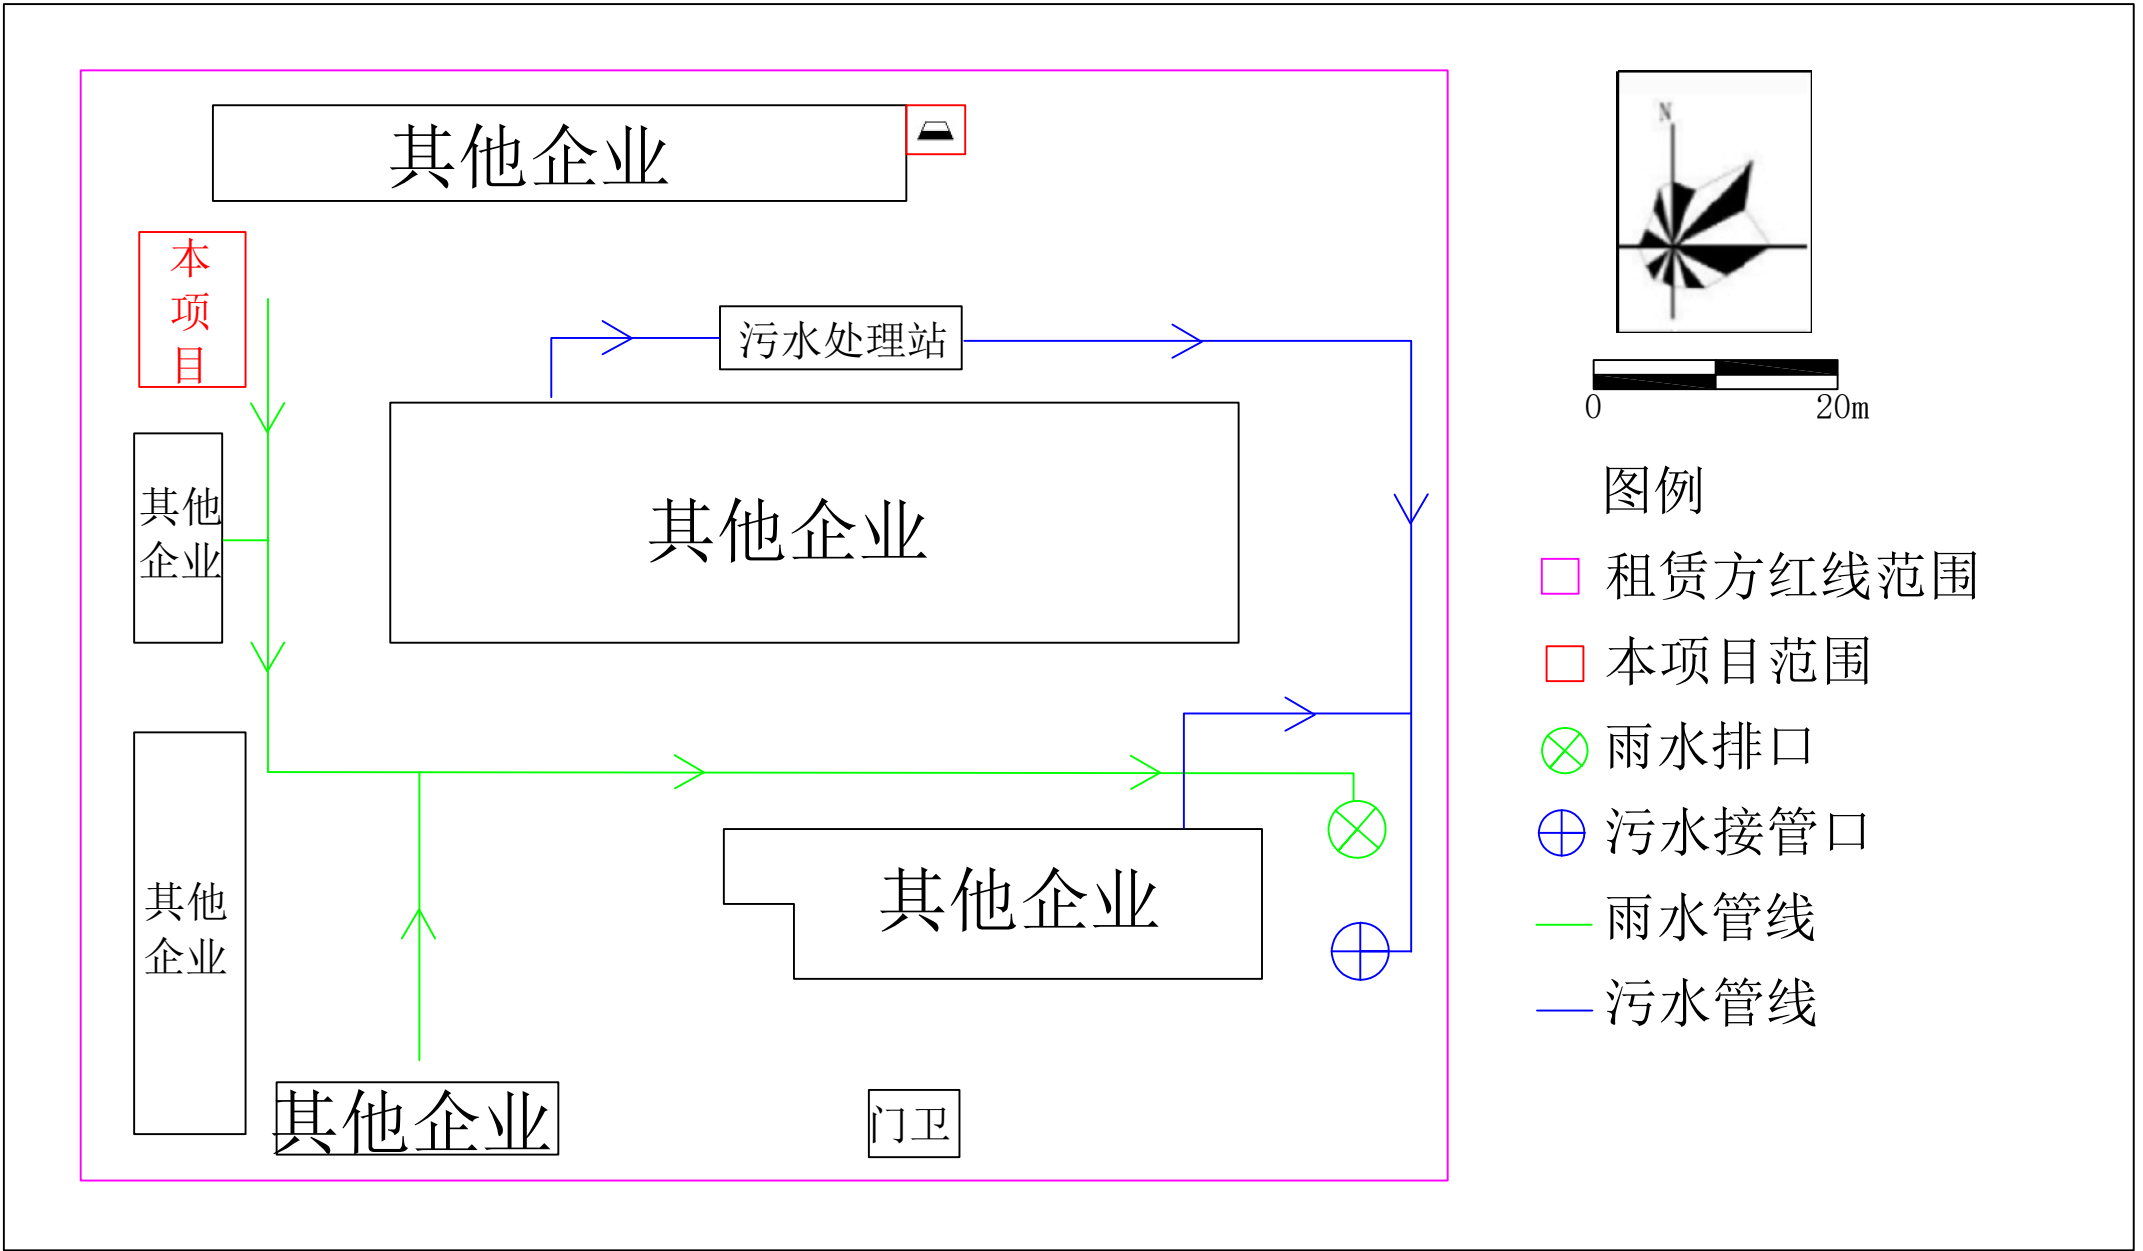 其他企业
N
本
项
目
污水处理站
0
20m
其他
企业
其他企业
图例
租赁方红线范围
本项目范围
雨水排口
污水接管口
雨水管线
污水管线
其他
企业
其他企业
其他企业
门卫